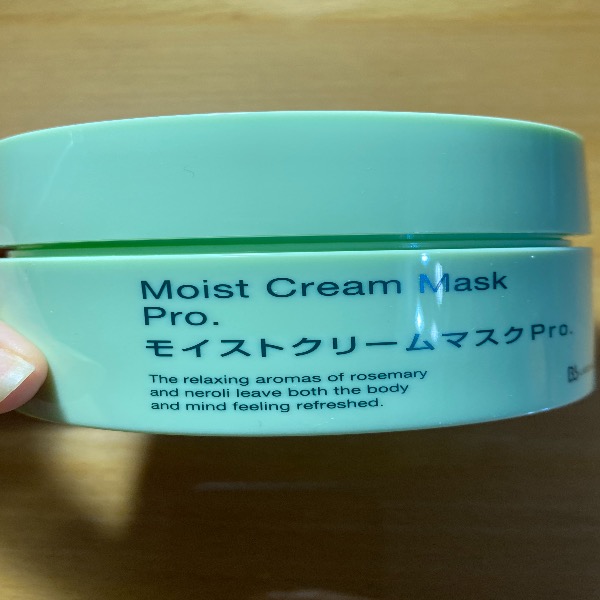 Moist Cream Mask
Pro.
モイストクリームマスクPro.
The relaxing aromas of rosemary
and neroli leave both the body
and mind feeling refreshed.